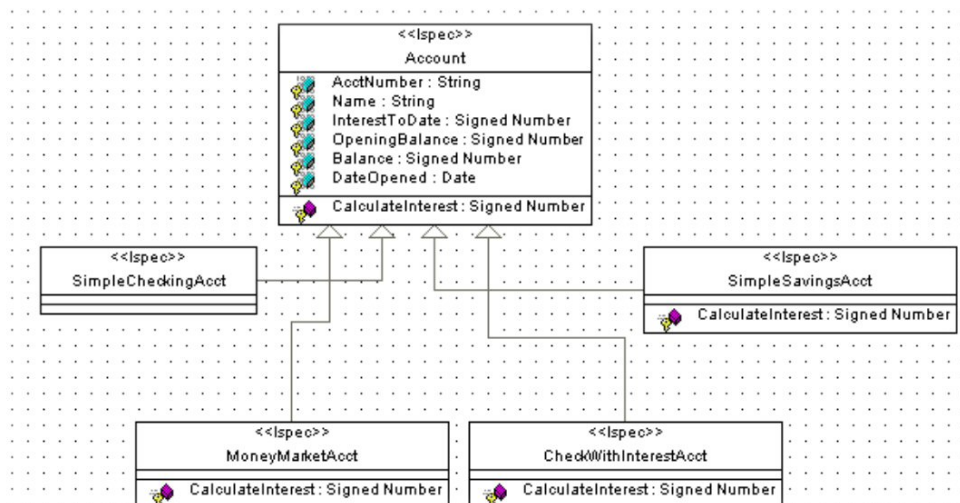 <<Ispec>>
Account
AcctNumber : String
Name : String
InterestToDate : Signed Number
OpeningBalance : Signed Number
Balance : Signed Number
DateOpened : Date
CalculateInterest : Signed Number
<<Ispec>>
SimpleCheckingAcct
<<Ispec>>
SimpleSavingsAcct
CalculateInterest : Signed Number
<<Ispec>>
MoneyMarketAcct
CalculateInterest : Signed Number
<<Ispec>>
CheckWithInterestAcct
CalculateInterest : Signed Number